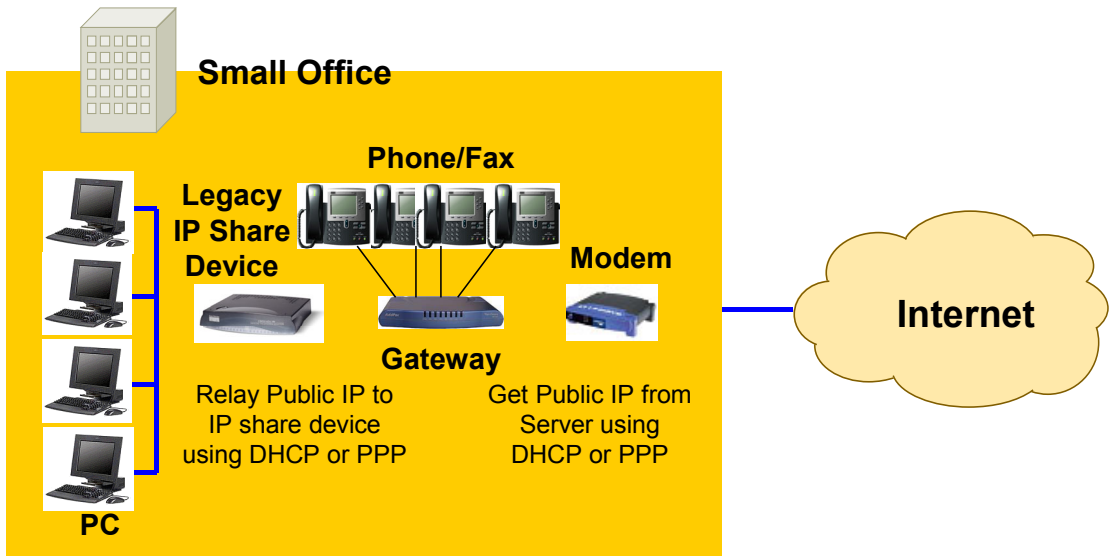 Small Office
Phone/Fax
Legacy
IP Share
Device
Modem
Internet
Gateway
Relay Public IP to
IP share device
using DHCP or PPP
Get Public IP from
Server using
DHCP or PPP
PC